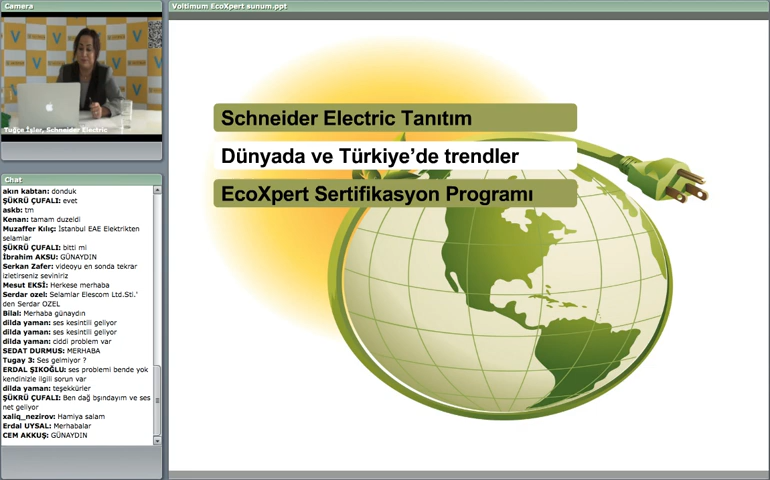 Camera
Tuğçe İşler, Schneider Electric
Chat
akın kabtan: donduk
ŞÜKRÜ ÇUFALI: evet
askb: tm
Kenan: tamam duzeldi
Muzaffer Kılıç: İstanbul EAE Elektrikten
selamlar
ŞÜKRÜ ÇUFALI: bitti mi
İbrahim AKSU: GÜNAYDIN
Serkan Zafer: videoyu en sonda tekrar
izletirseniz seviniriz
Mesut EKSİ: Herkese merhaba
Serdar ozel: Selamlar Elescom Ltd.Sti.'
den Serdar OZEL
Bilal: Merhaba günaydın
dilda yaman: ses kesintili geliyor
dilda yaman: ses kesintili geliyor
dilda yaman: ciddi problem var
SEDAT DURMUS: MERHABA
Tugay 3: Ses gelmiyor ?
ERDAL ŞIKOĞLU: ses problemi bende yok
kendinizle ilgili sorun var
dilda yaman: teşekkürler
ŞÜKRÜ ÇUFALI: Ben dağ bşındayım ve ses
net geliyor
xaliq_nezirov: Hamiya salam
Erdal UYSAL: Merhabalar
CEM AKKUŞ: GÜNAYDIN
Voltimum EcoXpert sunum.ppt
Schneider Electric Tanıtım
Dünyada ve Türkiye’de trendler
EcoXpert Sertifikasyon Programı